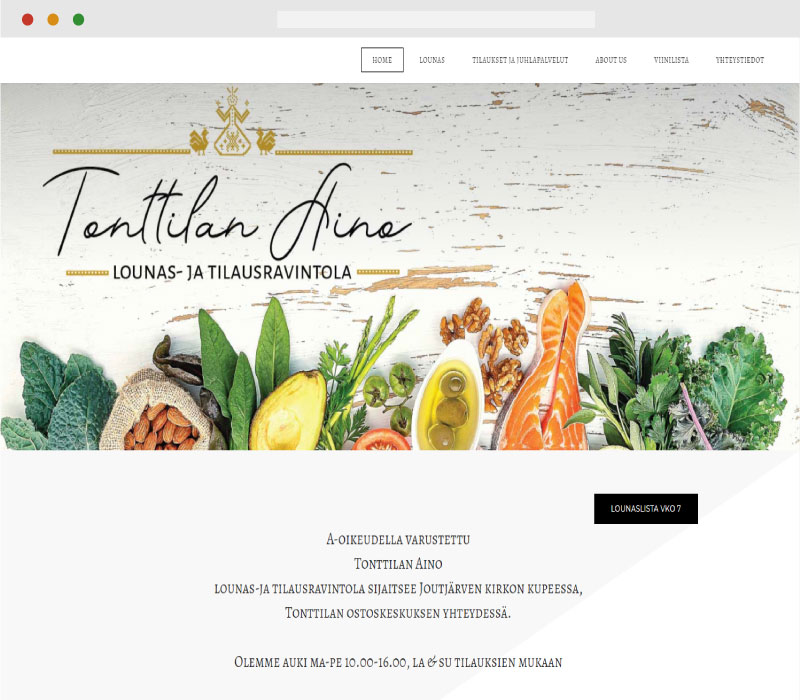 HOME
LOUNAS
TILAUKSET JA JUHLAPALVELUT
ABOUT US
VIINILISTA
YHTEYSTIEDOT
Tonttilan Aino
LOUNAS- JA TILAUSRAVINTOLA
LOUNASLISTA VKO 7
A-OIKEUDELLA VARUSTETTU
TONTTILAN AINO
LOUNAS-JA TILAUSRAVINTOLA SIJAITSEE JOUTJÄRVEN KIRKON KUPEESSA,
TONTTILAN OSTOSKESKUKSEN YHTEYDESSÄ.
OLEMME AUKI MA-PE 10.00-16.00, LA & SU TILAUKSIEN MUKAAN